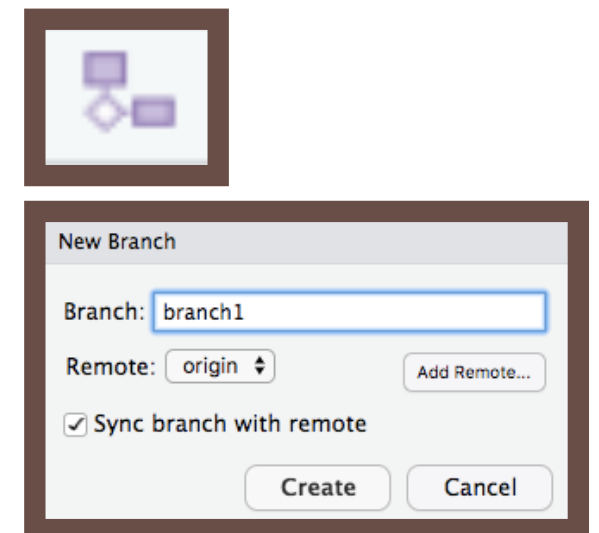 New Branch
Branch: branch1
Remote: origin Add Remote...
Sync branch with remote
Create Cancel